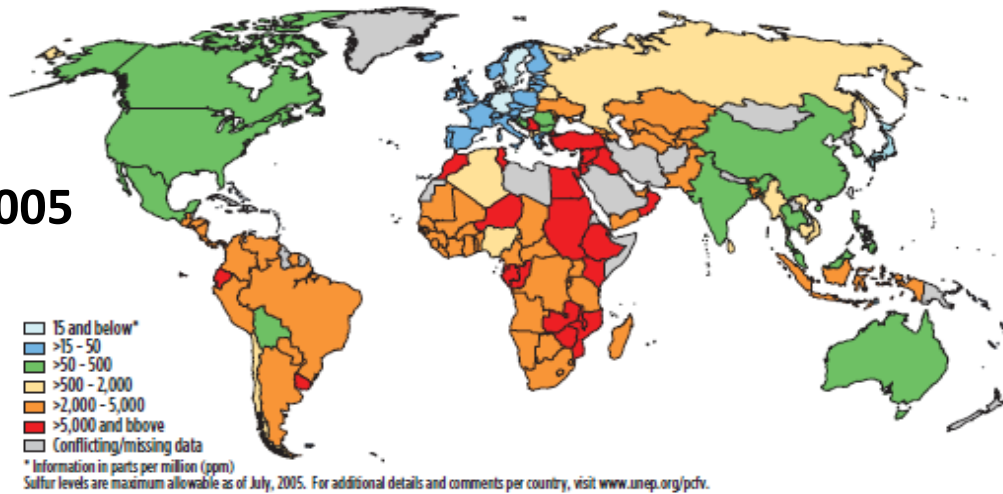 005
15 and below*
>15 - 50
>50 - 500
>500 - 2,000
>2,000 - 5,000
>5,000 and bbove
Conflicting/missing data
* Information in parts per million (ppm)
Sulfur levels are maximum allowable as of July, 2005. For additional details and comments per country, visit www.unep.org/pcfv.